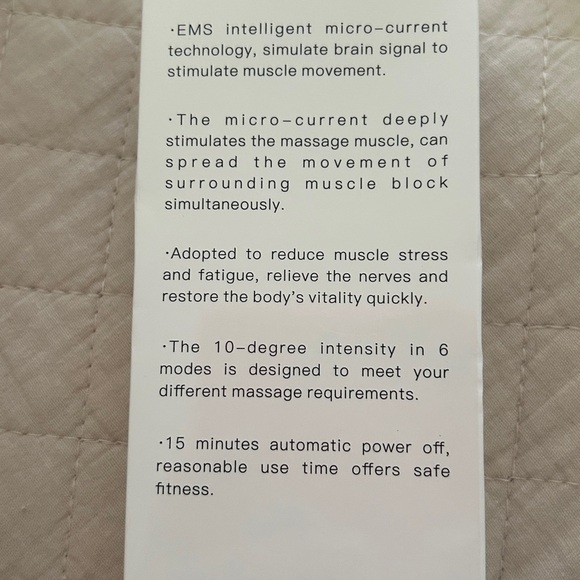 ·EMS intelligent micro-current
technology, simulate brain signal to
stimulate muscle movement.
·The micro-current deeply
stimulates the massage muscle, can
spread the movement of
surrounding muscle block
simultaneously.
·Adopted to reduce muscle stress
and fatigue, relieve the nerves and
restore the body's vitality quickly.
·The 10-degree intensity in 6
modes is designed to meet your
different massage requirements.
·15 minutes automatic power off,
reasonable use time offers safe
fitness.